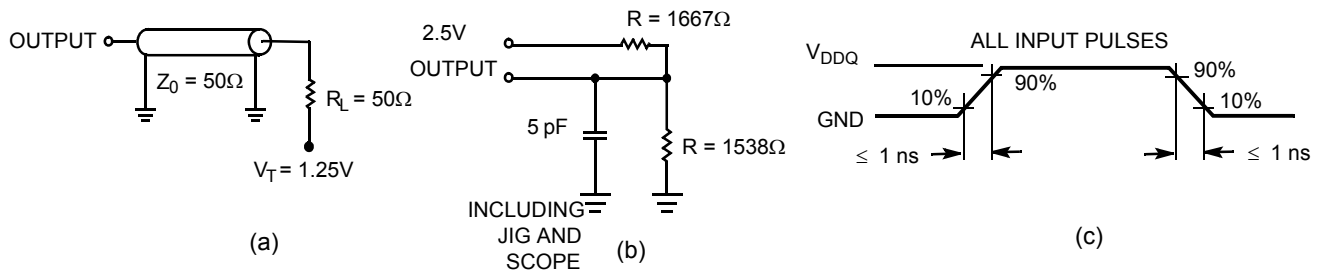 OUTPUT
Z0 = 50Ω
RL = 50Ω
VT = 1.25V
(a)
R = 1667Ω
2.5V
OUTPUT
5 pF
R = 1538Ω
INCLUDING
JIG AND
SCOPE
(b)
ALL INPUT PULSES
VDDQ
GND
10%
90%
90%
10%
≤ 1 ns
≤ 1 ns
(c)